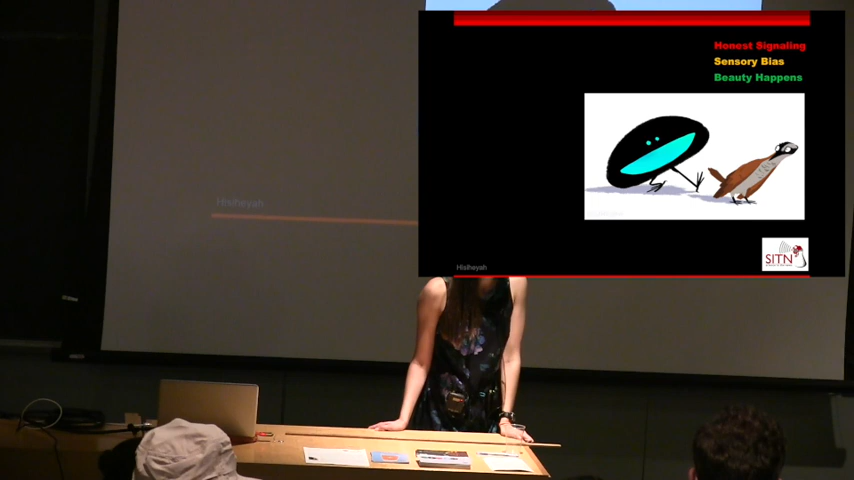 Honest Signaling
Sensory Bias
Beauty Happens
SITN
Hisiheyah
Hisiheyah